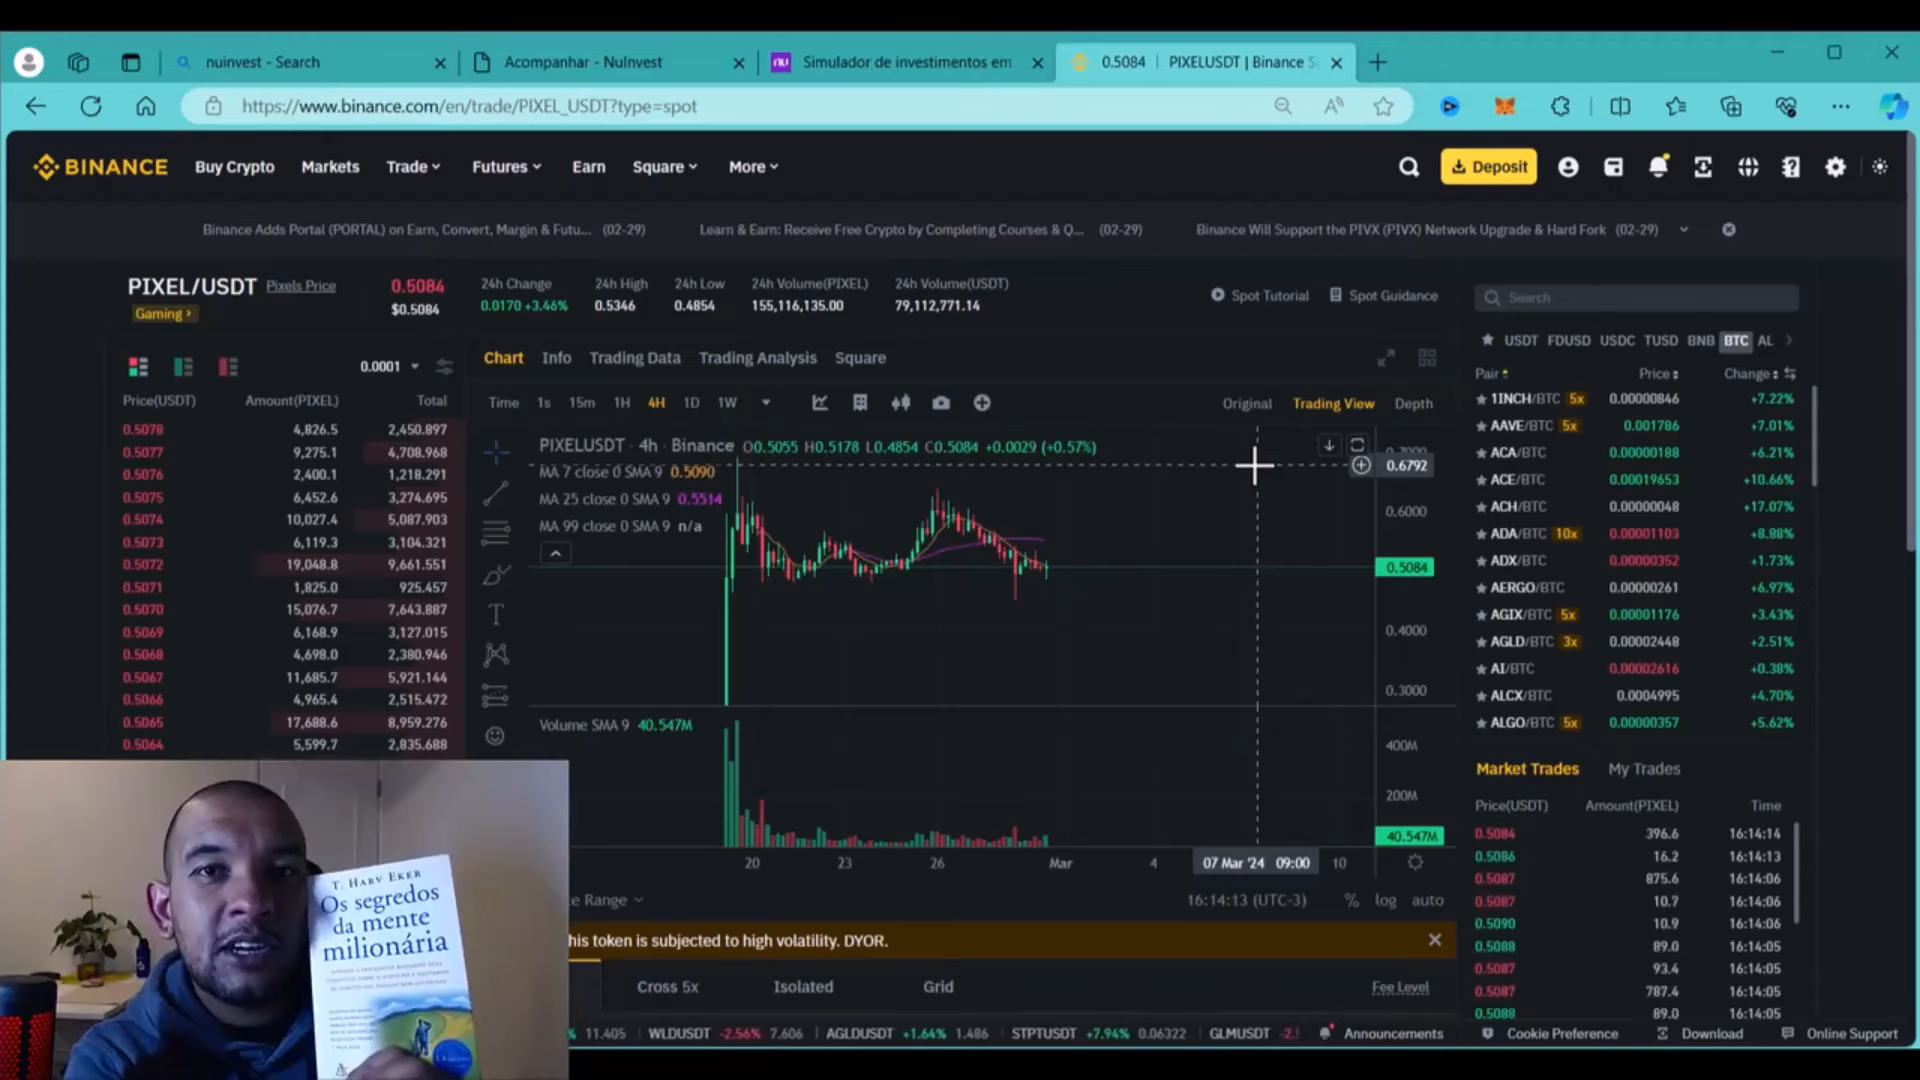 nuinvest - Search
Acompanhar - NuInvest
Simulador de investimentos em
0.5084 | PIXELUSDT | Binance S
https://www.binance.com/en/trade/PIXEL_USDT?type=spot
BINANCE
Buy Crypto Markets Trade Futures Earn Square More
Deposit
Binance Adds Portal (PORTAL) on Earn, Convert, Margin & Futu... (02-29)
Learn & Earn: Receive Free Crypto by Completing Courses & Q... (02-29)
Binance Will Support the PIVX (PIVX) Network Upgrade & Hard Fork (02-29)
PIXEL/USDT Pixels Price
Gaming
0.5084
$0.5084
24h Change
0.0170 +3.46%
24h High
0.5346
24h Low
0.4854
24h Volume(PIXEL)
155,116,135.00
24h Volume(USDT)
79,112,771.14
Spot Tutorial Spot Guidance
0.0001
Price(USDT) Amount(PIXEL) Total
0.5078 4,826.5 2,450.897
0.5077 9,275.1 4,708.968
0.5076 2,400.1 1,218.291
0.5075 6,452.6 3,274.695
0.5074 10,027.4 5,087.903
0.5073 6,119.3 3,104.321
0.5072 19,048.8 9,661.551
0.5071 1,825.0 925.457
0.5070 15,076.7 7,643.887
0.5069 6,168.9 3,127.015
0.5068 4,698.0 2,380.946
0.5067 11,685.7 5,921.144
0.5066 4,965.4 2,515.472
0.5065 17,688.6 8,959.276
0.5064 5,599.7 2,835.688
Chart Info Trading Data Trading Analysis Square
Time 1s 15m 1H 4H 1D 1W
Original Trading View Depth
PIXELUSDT · 4h · Binance O0.5055 H0.5178 L0.4854 C0.5084 +0.0029 (+0.57%)
MA 7 close 0 SMA 9 0.5090
MA 25 close 0 SMA 9 0.5514
MA 99 close 0 SMA 9 n/a
0.6792
0.6000
0.5084
0.4000
0.3000
Volume SMA 9 40.547M
400M
200M
40.547M
20 23 26 Mar 4 07 Mar '24 09:00 10
e Range
16:14:13 (UTC-3) % log auto
his token is subjected to high volatility. DYOR.
Cross 5x Isolated Grid Fee Level
Search
USDT FDUSD USDC TUSD BNB BTC AL
Pair Price Change
1INCH/BTC 5x 0.00000846 +7.22%
AAVE/BTC 5x 0.001786 +7.01%
ACA/BTC 0.00000188 +6.21%
ACE/BTC 0.00019653 +10.66%
ACH/BTC 0.00000048 +17.07%
ADA/BTC 10x 0.00001103 +8.88%
ADX/BTC 0.00000352 +1.73%
AERGO/BTC 0.00000261 +6.97%
AGIX/BTC 5x 0.00001176 +3.43%
AGLD/BTC 3x 0.00002448 +2.51%
AI/BTC 0.00002616 +0.38%
ALCX/BTC 0.0004995 +4.70%
ALGO/BTC 5x 0.00000357 +5.62%
Market Trades My Trades
Price(USDT) Amount(PIXEL) Time
0.5084 396.6 16:14:14
0.5086 16.2 16:14:13
0.5087 875.6 16:14:06
0.5087 10.7 16:14:06
0.5090 10.9 16:14:06
0.5088 89.0 16:14:05
0.5087 93.4 16:14:05
0.5087 787.4 16:14:05
0.5088 89.0 16:14:05
% 11.405 WLDUSDT -2.56% 7.606 AGLDUSDT +1.64% 1.486 STPTUSDT +7.94% 0.06322 GLMUSDT
Announcements Cookie Preference Download Online Support
T. HARV EKER
Os segredos
da mente
milionária